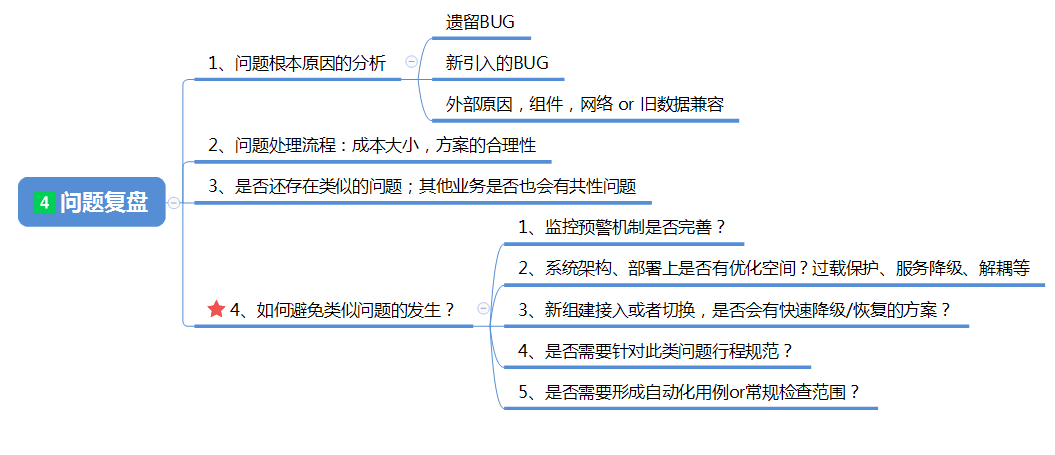 4 问题复盘
1、问题根本原因的分析
遗留BUG
新引入的BUG
外部原因，组件，网络 or 旧数据兼容
2、问题处理流程：成本大小，方案的合理性
3、是否还存在类似的问题；其他业务是否也会有共性问题
4、如何避免类似问题的发生？
1、监控预警机制是否完善？
2、系统架构、部署上是否有优化空间？过载保护、服务降级、解耦等
3、新组建接入或者切换，是否会有快速降级/恢复的方案？
4、是否需要针对此类问题行程规范？
5、是否需要形成自动化用例or常规检查范围？